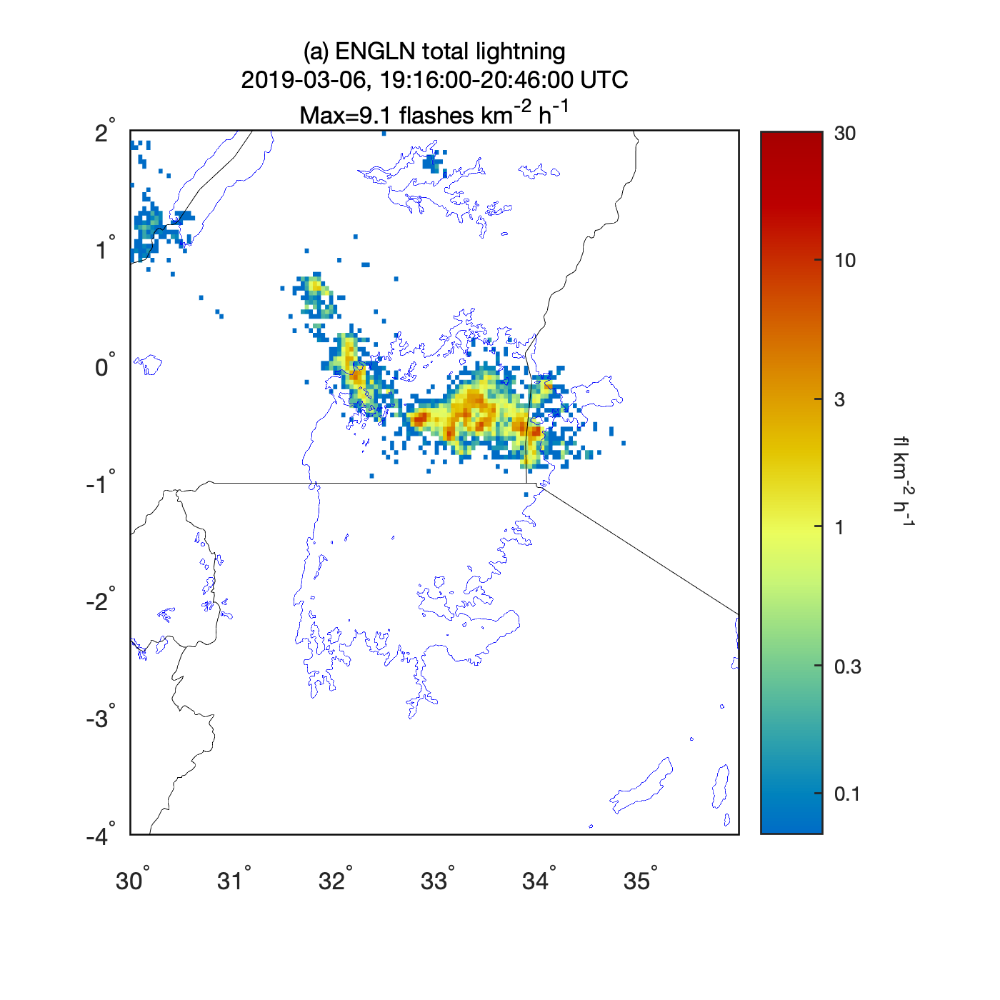 (a) ENGLN total lightning
2019-03-06, 19:16:00-20:46:00 UTC
Max=9.1 flashes km⁻² h⁻¹
2°
1°
0°
-1°
-2°
-3°
-4°
30° 31° 32° 33° 34° 35°
30
10
3
1
0.3
0.1
fl km⁻² h⁻¹